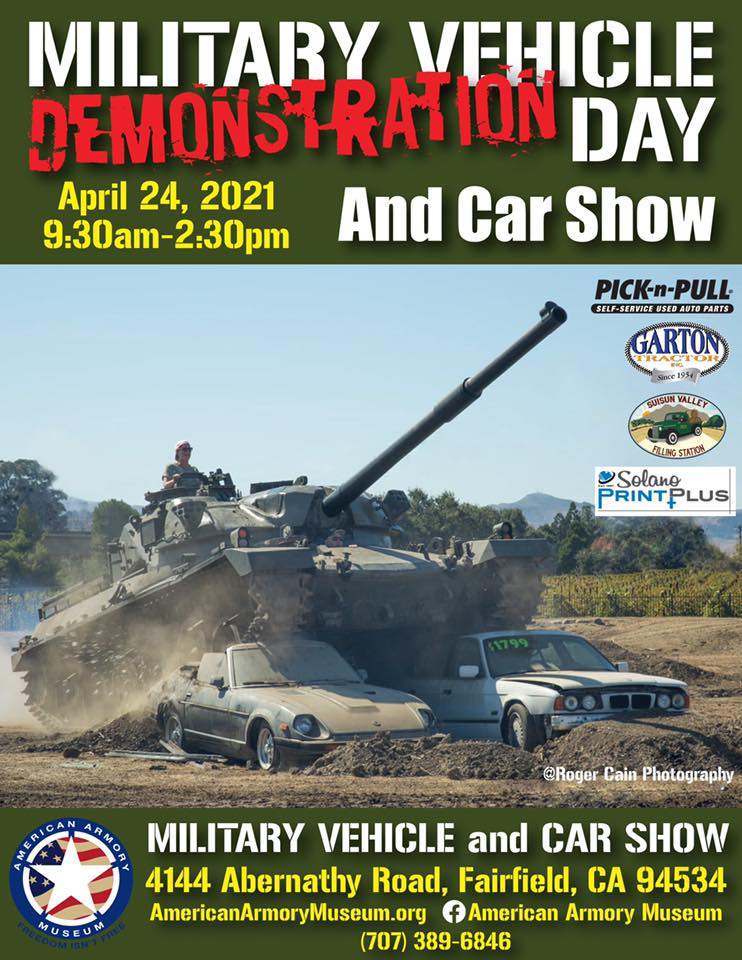 MILITARY VEHICLE
DEMONSTRATION DAY
April 24, 2021
9:30am-2:30pm
And Car Show
PICK-n-PULL
SELF-SERVICE USED AUTO PARTS
GARTON
TRACTOR
INC.
Since 1954
SUISUN VALLEY
FILLING STATION
Solano
PRINT PLUS
$1799
@Roger Cain Photography
AMERICAN ARMORY
MUSEUM
FREEDOM ISN'T FREE
MILITARY VEHICLE and CAR SHOW
4144 Abernathy Road, Fairfield, CA 94534
AmericanArmoryMuseum.org
American Armory Museum
(707) 389-6846